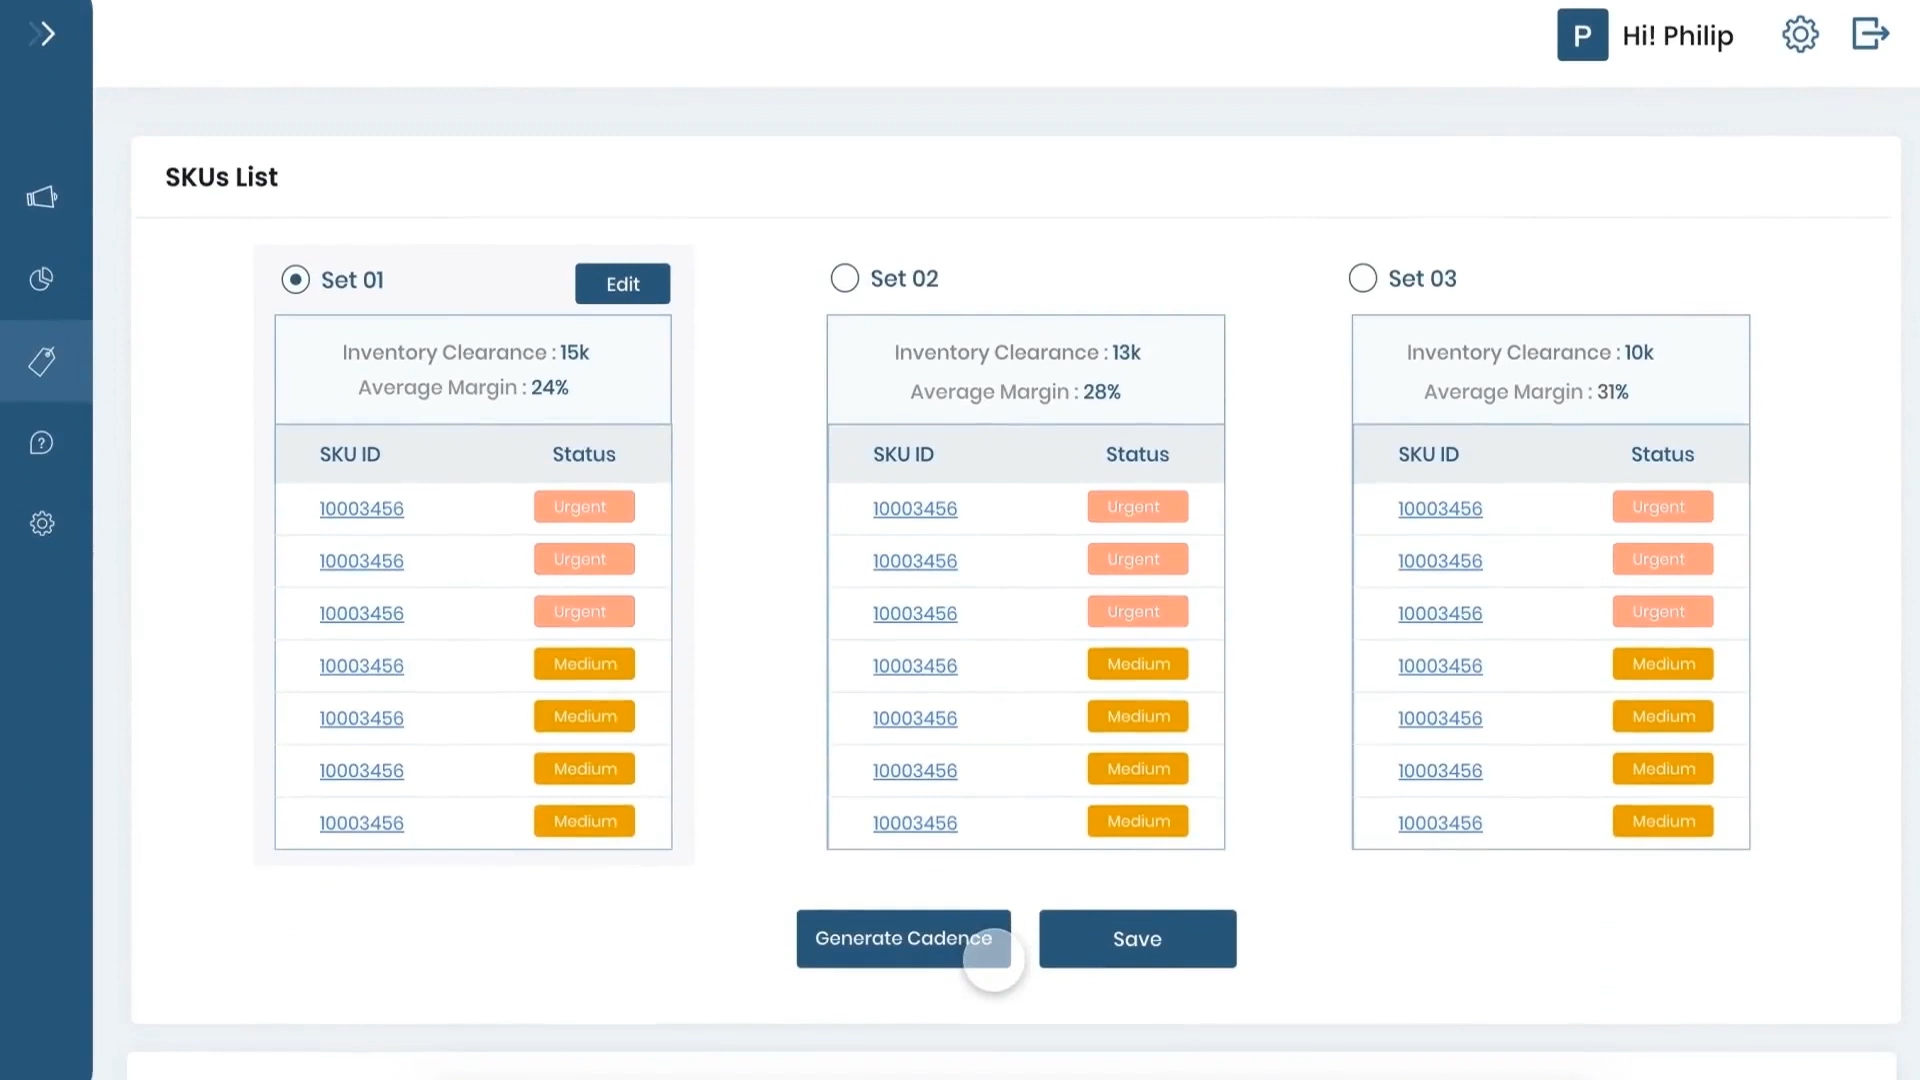 P Hi! Philip
SKUs List
Set 01 Edit
Inventory Clearance : 15k
Average Margin : 24%
SKU ID Status
10003456 Urgent
10003456 Urgent
10003456 Urgent
10003456 Medium
10003456 Medium
10003456 Medium
10003456 Medium
Set 02
Inventory Clearance : 13k
Average Margin : 28%
SKU ID Status
10003456 Urgent
10003456 Urgent
10003456 Urgent
10003456 Medium
10003456 Medium
10003456 Medium
10003456 Medium
Set 03
Inventory Clearance : 10k
Average Margin : 31%
SKU ID Status
10003456 Urgent
10003456 Urgent
10003456 Urgent
10003456 Medium
10003456 Medium
10003456 Medium
10003456 Medium
Generate Cadence Save